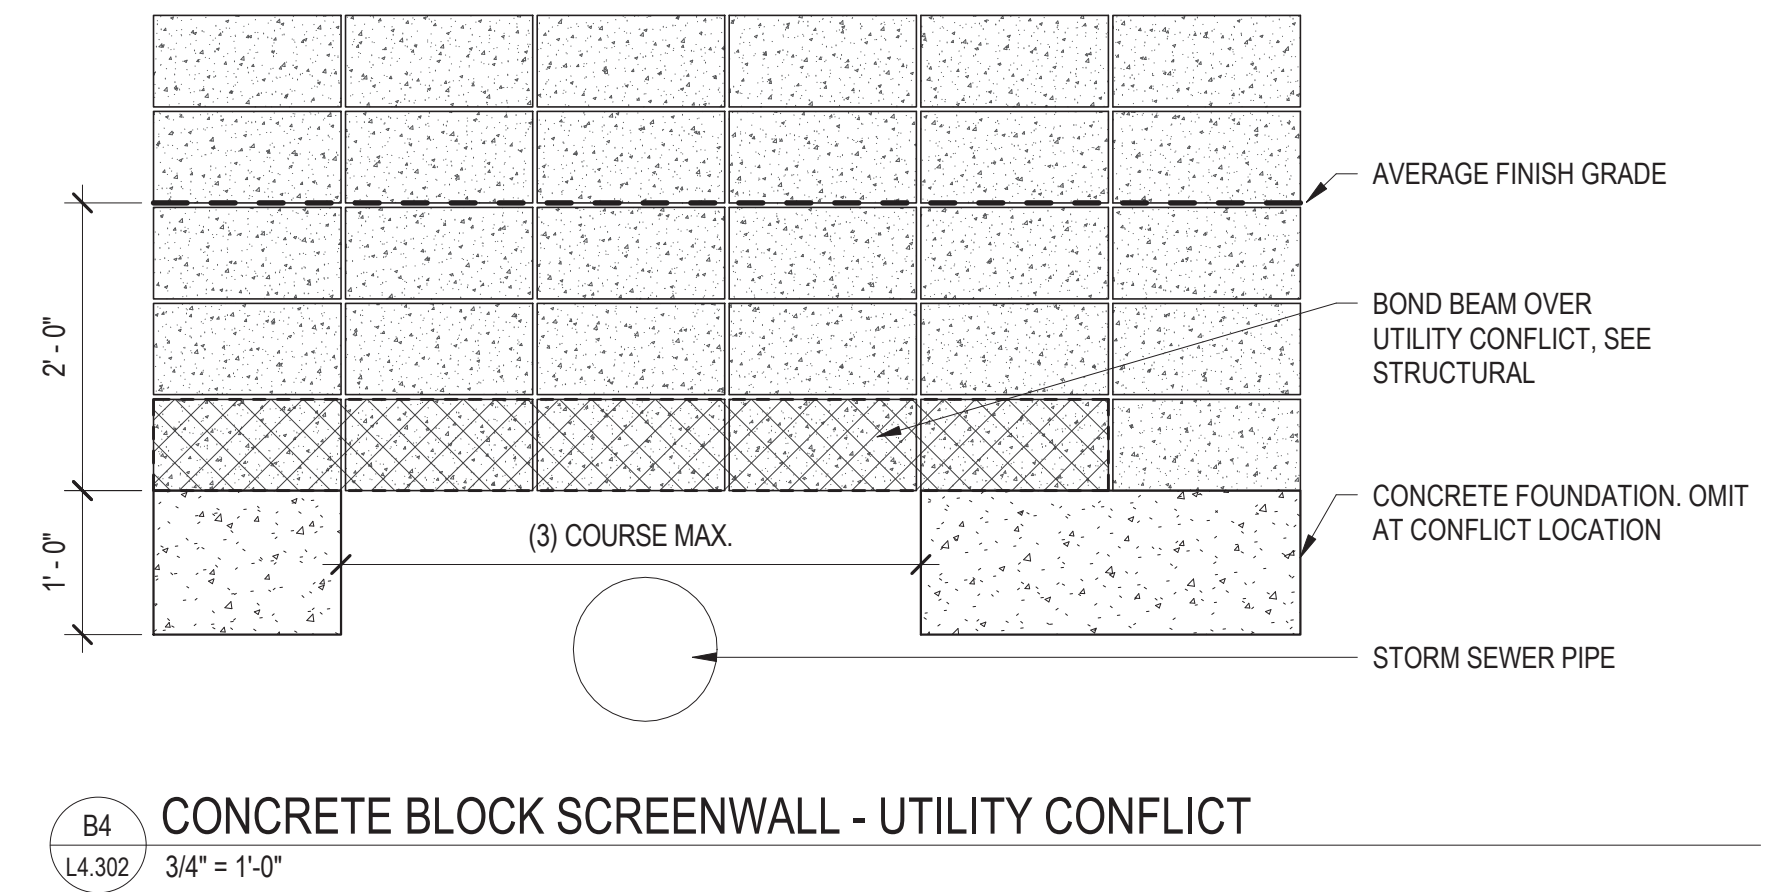 AVERAGE FINISH GRADE
2' - 0"
BOND BEAM OVER
UTILITY CONFLICT, SEE
STRUCTURAL
CONCRETE FOUNDATION. OMIT
AT CONFLICT LOCATION
(3) COURSE MAX.
1' - 0"
STORM SEWER PIPE
B4
CONCRETE BLOCK SCREENWALL - UTILITY CONFLICT
L4.302
3/4" = 1'-0"